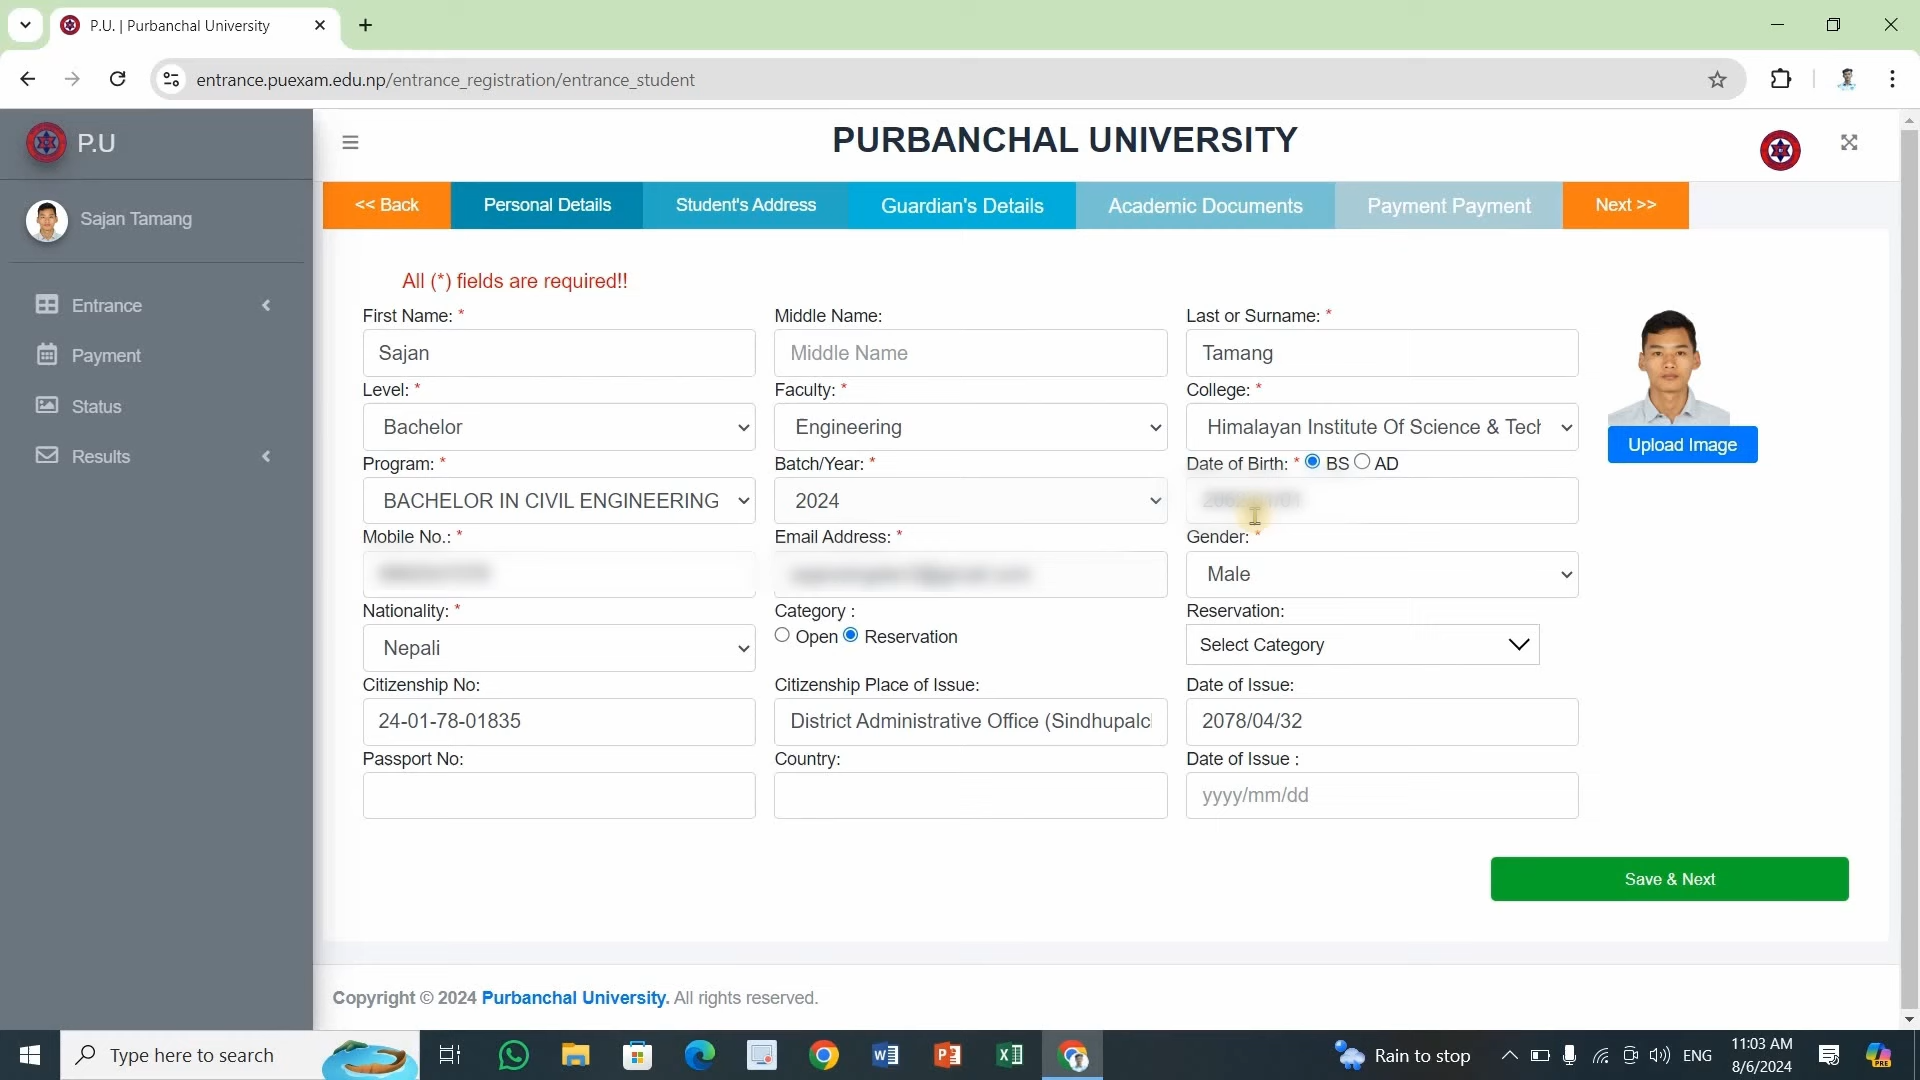 P.U. | Purbanchal University
entrance.puexam.edu.np/entrance_registration/entrance_student
P.U
PURBANCHAL UNIVERSITY
Sajan Tamang
<< Back
Personal Details
Student's Address
Guardian's Details
Academic Documents
Payment Payment
Next >>
Entrance
Payment
Status
Results
All (*) fields are required!!
First Name: * Middle Name: Last or Surname: *
Sajan Middle Name Tamang
Level: * Faculty: * College: *
Bachelor Engineering Himalayan Institute Of Science & Tech
Upload Image
Program: * Batch/Year: * Date of Birth: * BS AD
BACHELOR IN CIVIL ENGINEERING 2024
Mobile No.: * Email Address: * Gender: *
Male
Nationality: * Category : Reservation:
Nepali Open Reservation Select Category
Citizenship No: Citizenship Place of Issue: Date of Issue:
24-01-78-01835 District Administrative Office (Sindhupalc 2078/04/32
Passport No: Country: Date of Issue :
yyyy/mm/dd
Save & Next
Copyright © 2024 Purbanchal University. All rights reserved.
Type here to search
Rain to stop
ENG
11:03 AM
8/6/2024